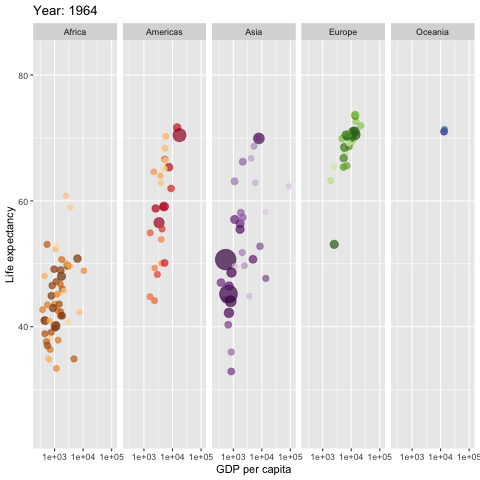 Year: 1964
Africa Americas Asia Europe Oceania
80
60
40
Life expectancy
1e+03 1e+04 1e+05 1e+03 1e+04 1e+05 1e+03 1e+04 1e+05 1e+03 1e+04 1e+05 1e+03 1e+04 1e+05
GDP per capita